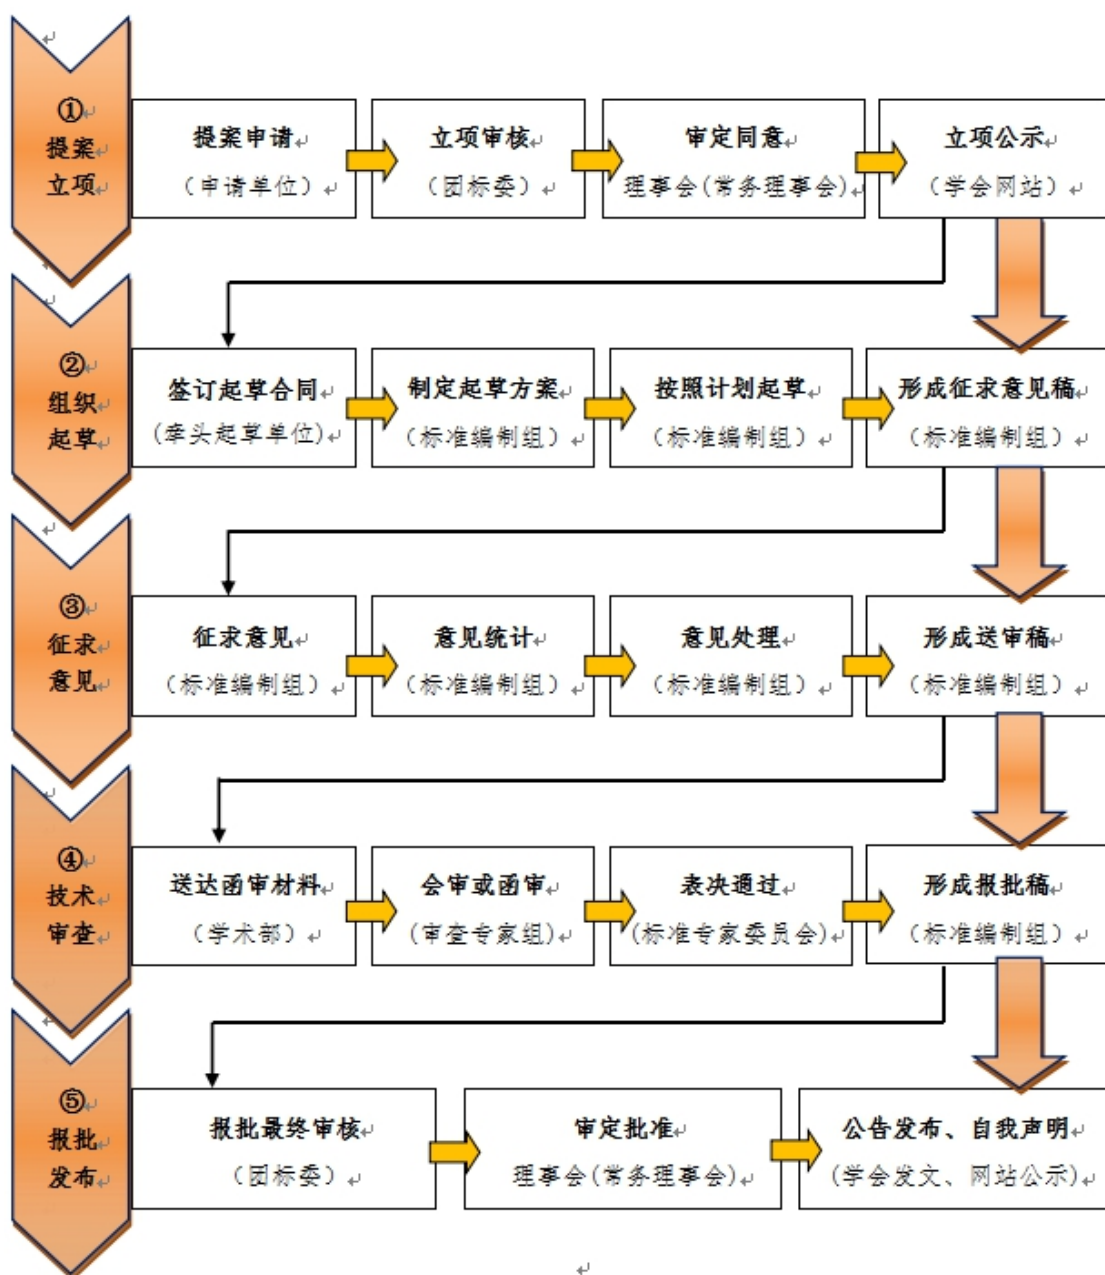 ①
提案
立项
提案申请
（申请单位）
立项审核
（团标委）
审定同意
理事会(常务理事会)
立项公示
（学会网站）
②
组织
起草
签订起草合同
(牵头起草单位)
制定起草方案
（标准编制组）
按照计划起草
（标准编制组）
形成征求意见稿
（标准编制组）
③
征求
意见
征求意见
（标准编制组）
意见统计
（标准编制组）
意见处理
（标准编制组）
形成送审稿
（标准编制组）
④
技术
审查
送达函审材料
（学术部）
会审或函审
(审查专家组)
表决通过
(标准专家委员会)
形成报批稿
（标准编制组）
⑤
报批
发布
报批最终审核
（团标委）
审定批准
理事会(常务理事会)
公告发布、自我声明
(学会发文、网站公示)